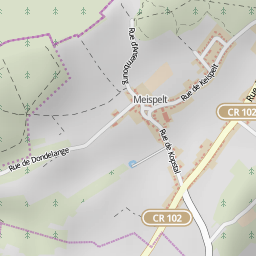 Rue d'Ansembourg
Meispelt
Rue de Keispelt
CR 102
Rue de Kopstal
Rue de Dondelange
CR 102